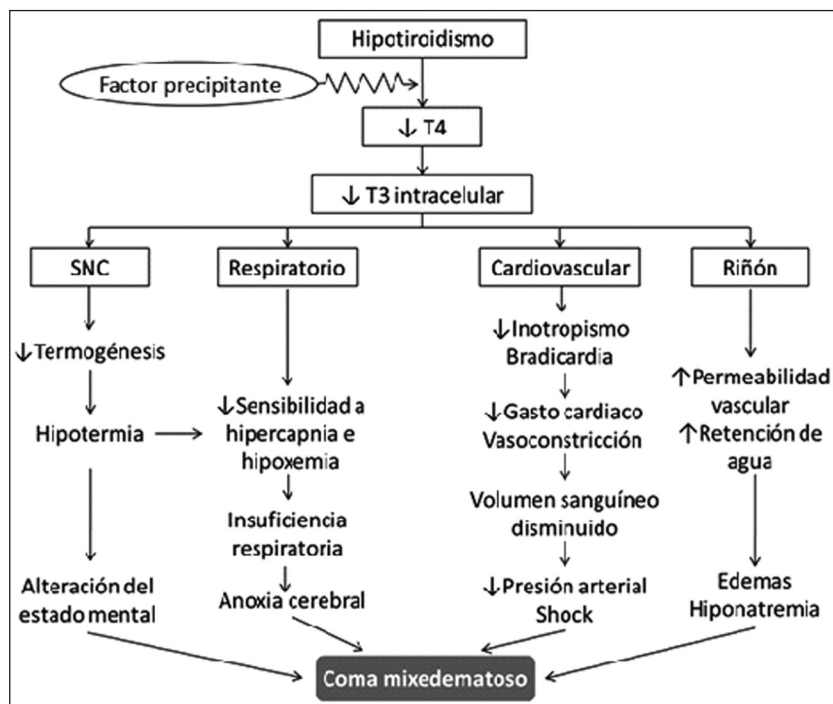 Hipotiroidismo
Factor precipitante
↓ T4
↓ T3 intracelular
SNC
↓Termogénesis
Hipotermia
Alteración del
estado mental
Respiratorio
↓Sensibilidad a
hipercapnia e
hipoxemia
Insuficiencia
respiratoria
Anoxia cerebral
Cardiovascular
↓Inotropismo
Bradicardia
↓Gasto cardiaco
Vasoconstricción
Volumen sanguíneo
disminuido
↓Presión arterial
Shock
Riñón
↑Permeabilidad
vascular
↑Retención de
agua
Edemas
Hiponatremia
Coma mixedematoso